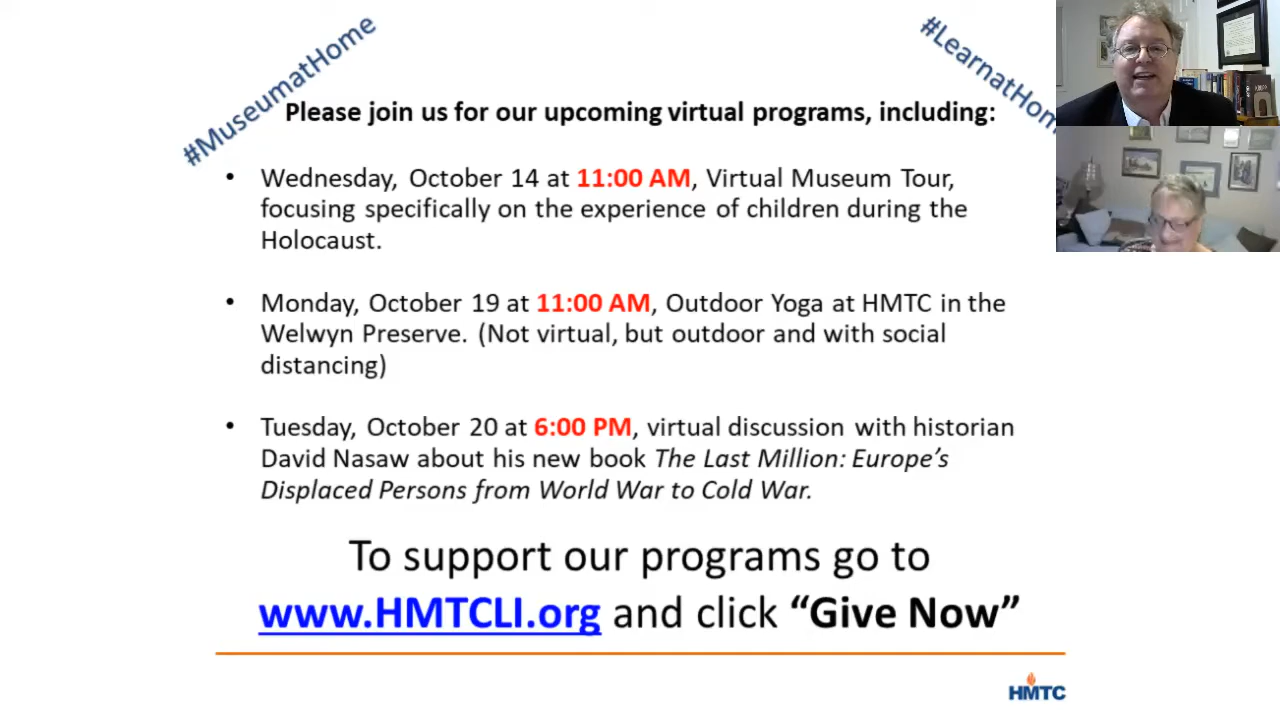 #MuseumatHome
#LearnatHom
Please join us for our upcoming virtual programs, including:
• Wednesday, October 14 at 11:00 AM, Virtual Museum Tour,
focusing specifically on the experience of children during the
Holocaust.
• Monday, October 19 at 11:00 AM, Outdoor Yoga at HMTC in the
Welwyn Preserve. (Not virtual, but outdoor and with social
distancing)
• Tuesday, October 20 at 6:00 PM, virtual discussion with historian
David Nasaw about his new book The Last Million: Europe’s
Displaced Persons from World War to Cold War.
To support our programs go to
www.HMTCLI.org and click “Give Now”
HMTC